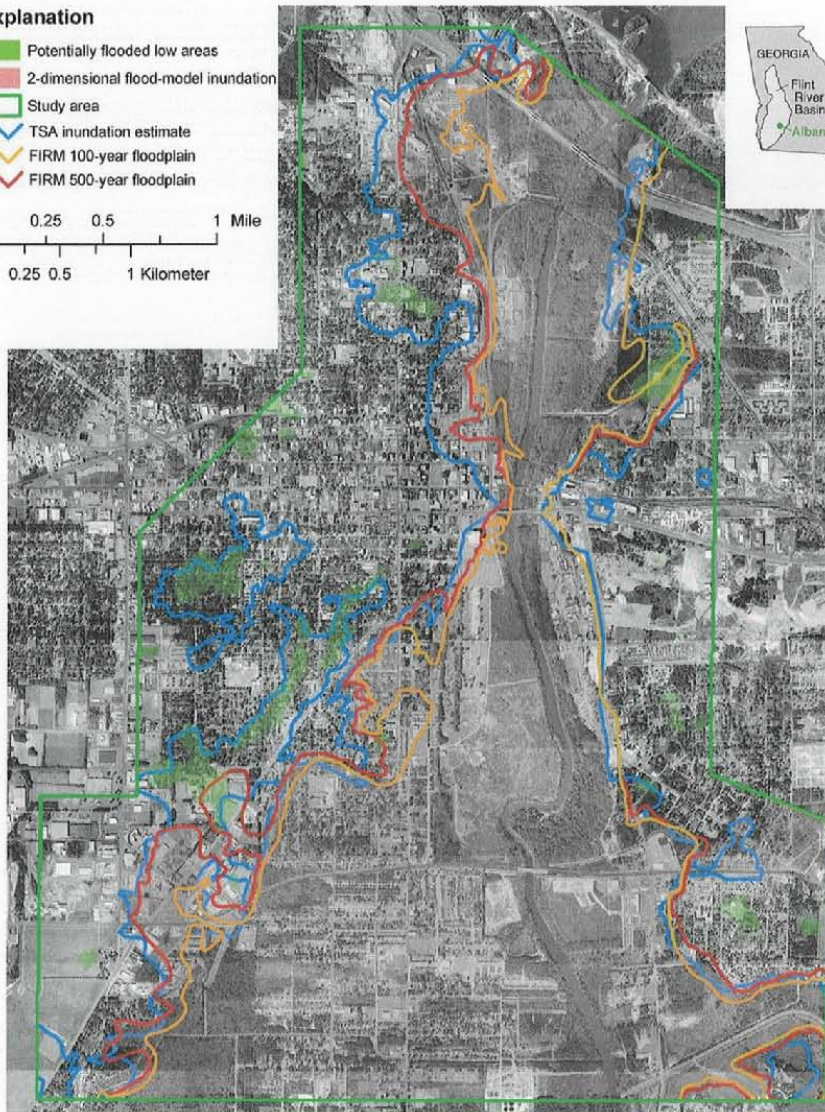 xplanation
Potentially flooded low areas
2-dimensional flood-model inundation
Study area
TSA inundation estimate
FIRM 100-year floodplain
FIRM 500-year floodplain
0.25 0.5 1 Mile
0.25 0.5 1 Kilometer
GEORGIA
Flint
River
Basin
Alban